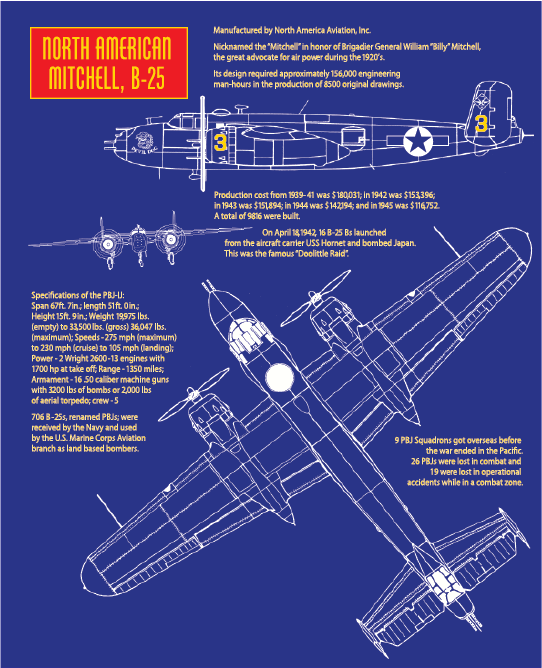 NORTH AMERICAN
MITCHELL, B-25
Manufactured by North America Aviation, Inc.
Nicknamed the "Mitchell" in honor of Brigadier General William "Billy" Mitchell,
the great advocate for air power during the 1920's.
Its design required approximately 156,000 engineering
man-hours in the production of 8500 original drawings.
DEVIL DOG
3
3
Production cost from 1939-41 was $180,031; in 1942 was $153,396;
in 1943 was $151,894; in 1944 was $142,194; and in 1945 was $116,752.
A total of 9816 were built.
On April 18,1942, 16 B-25 Bs launched
from the aircraft carrier USS Hornet and bombed Japan.
This was the famous "Doolittle Raid".
Specifications of the PBJ-1J:
Span 67ft. 7in.; length 51ft. 0in.;
Height 15ft. 9in.; Weight 19,975 lbs.
(empty) to 33,500 lbs. (gross) 36,047 lbs.
(maximum); Speeds -275 mph (maximum)
to 230 mph (cruise) to 105 mph (landing);
Power - 2 Wright 2600-13 engines with
1700 hp at take off; Range -1350 miles;
Armament -16 .50 caliber machine guns
with 3200 lbs of bombs or 2,000 lbs
of aerial torpedo; crew -5
706 B-25s, renamed PBJs; were
received by the Navy and used
by the U.S. Marine Corps Aviation
branch as land based bombers.
9 PBJ Squadrons got overseas before
the war ended in the Pacific.
26 PBJs were lost in combat and
19 were lost in operational
accidents while in a combat zone.